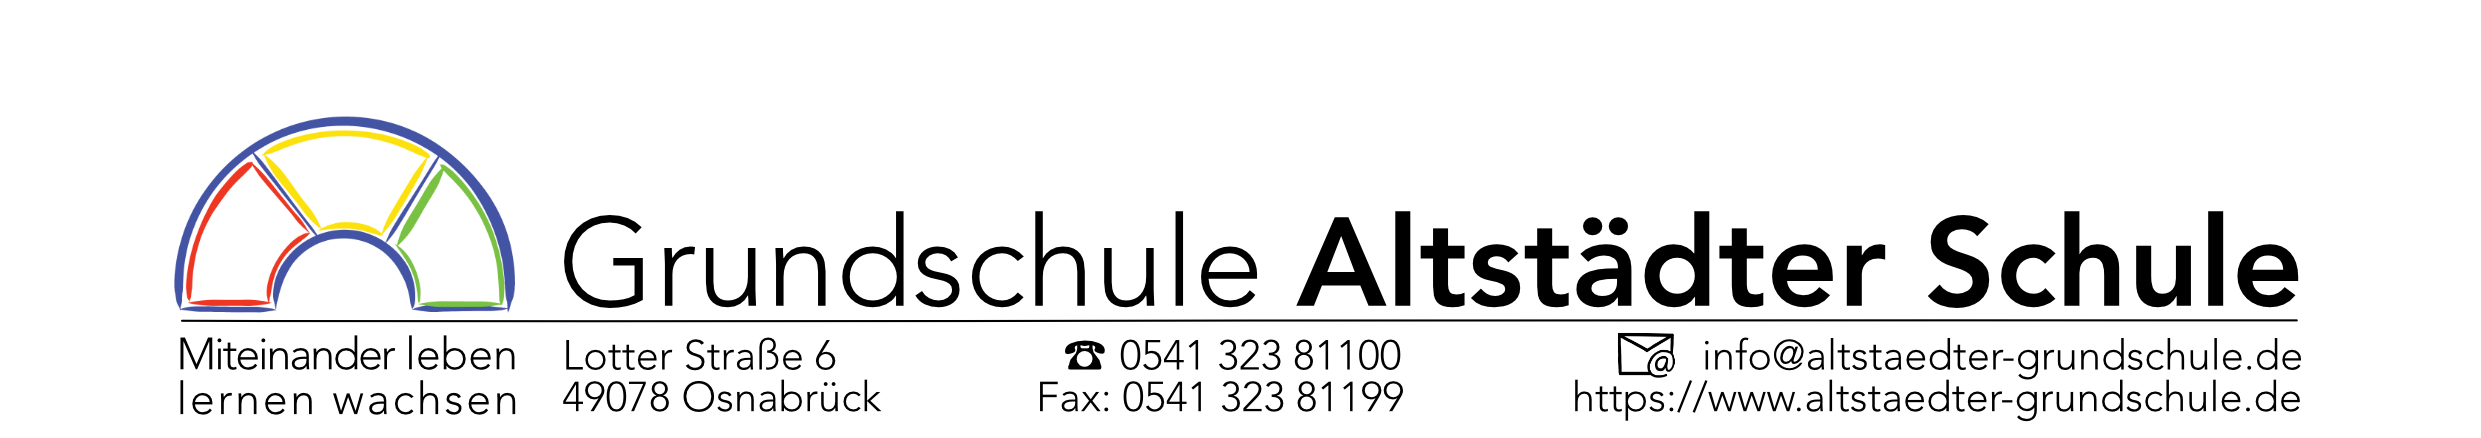 Grundschule Altstädter Schule
Miteinander leben
lernen wachsen
Lotter Straße 6
49078 Osnabrück
☎ 0541 323 81100
Fax: 0541 323 81199
info@altstaedter-grundschule.de
https://www.altstaedter-grundschule.de